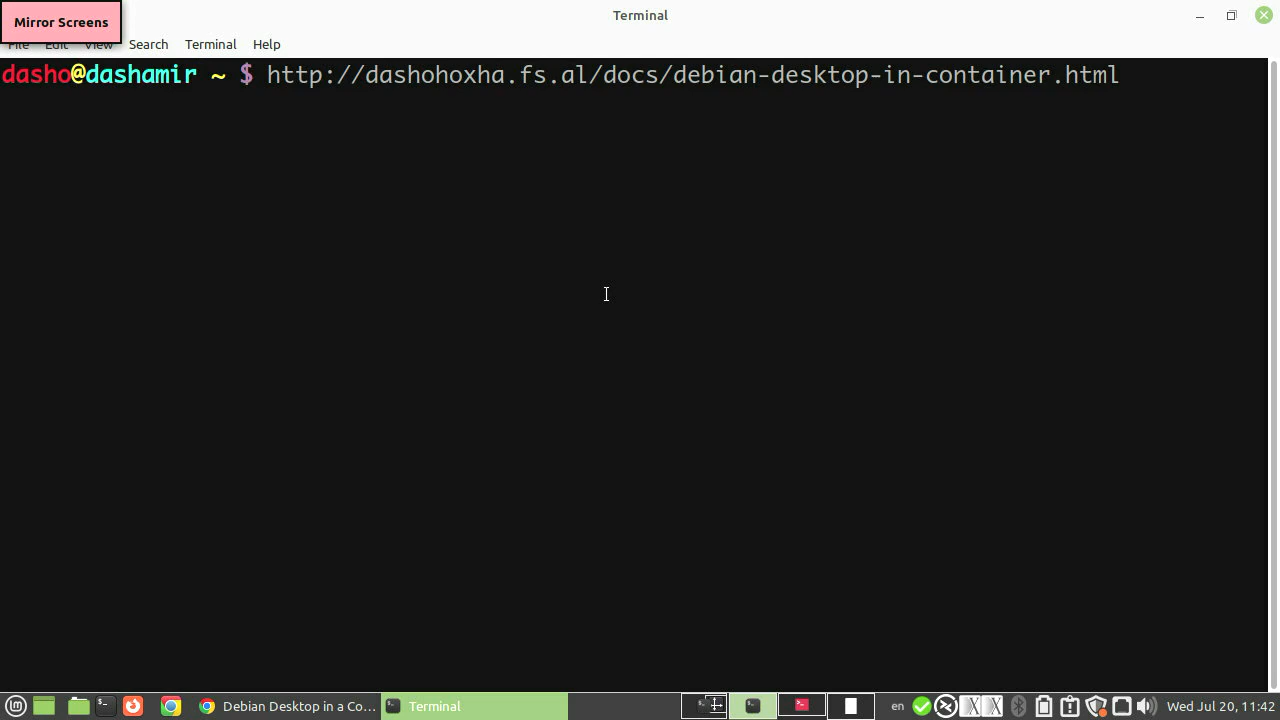 Terminal
Mirror Screens
File Edit View Search Terminal Help
dasho@dashamir ~ $ http://dashohoxha.fs.al/docs/debian-desktop-in-container.html
Debian Desktop in a Co... Terminal en Wed Jul 20, 11:42